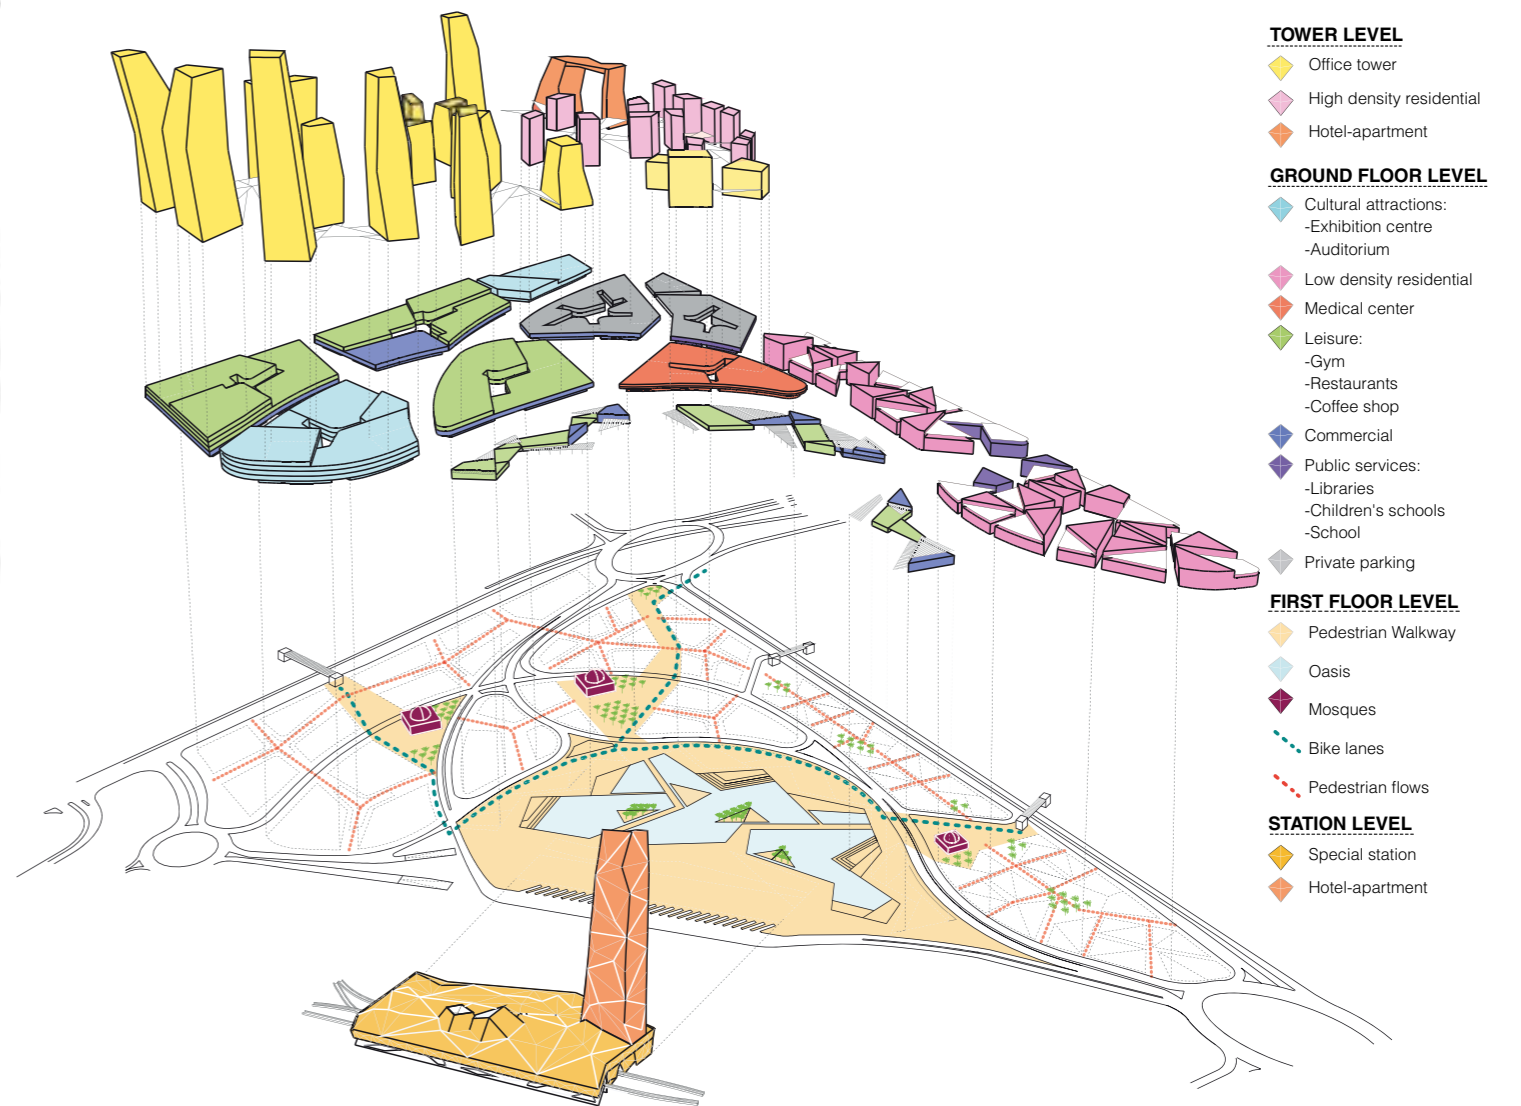 TOWER LEVEL
Office tower
High density residential
Hotel-apartment
GROUND FLOOR LEVEL
Cultural attractions:
-Exhibition centre
-Auditorium
Low density residential
Medical center
Leisure:
-Gym
-Restaurants
-Coffee shop
Commercial
Public services:
-Libraries
-Children's schools
-School
Private parking
FIRST FLOOR LEVEL
Pedestrian Walkway
Oasis
Mosques
Bike lanes
Pedestrian flows
STATION LEVEL
Special station
Hotel-apartment